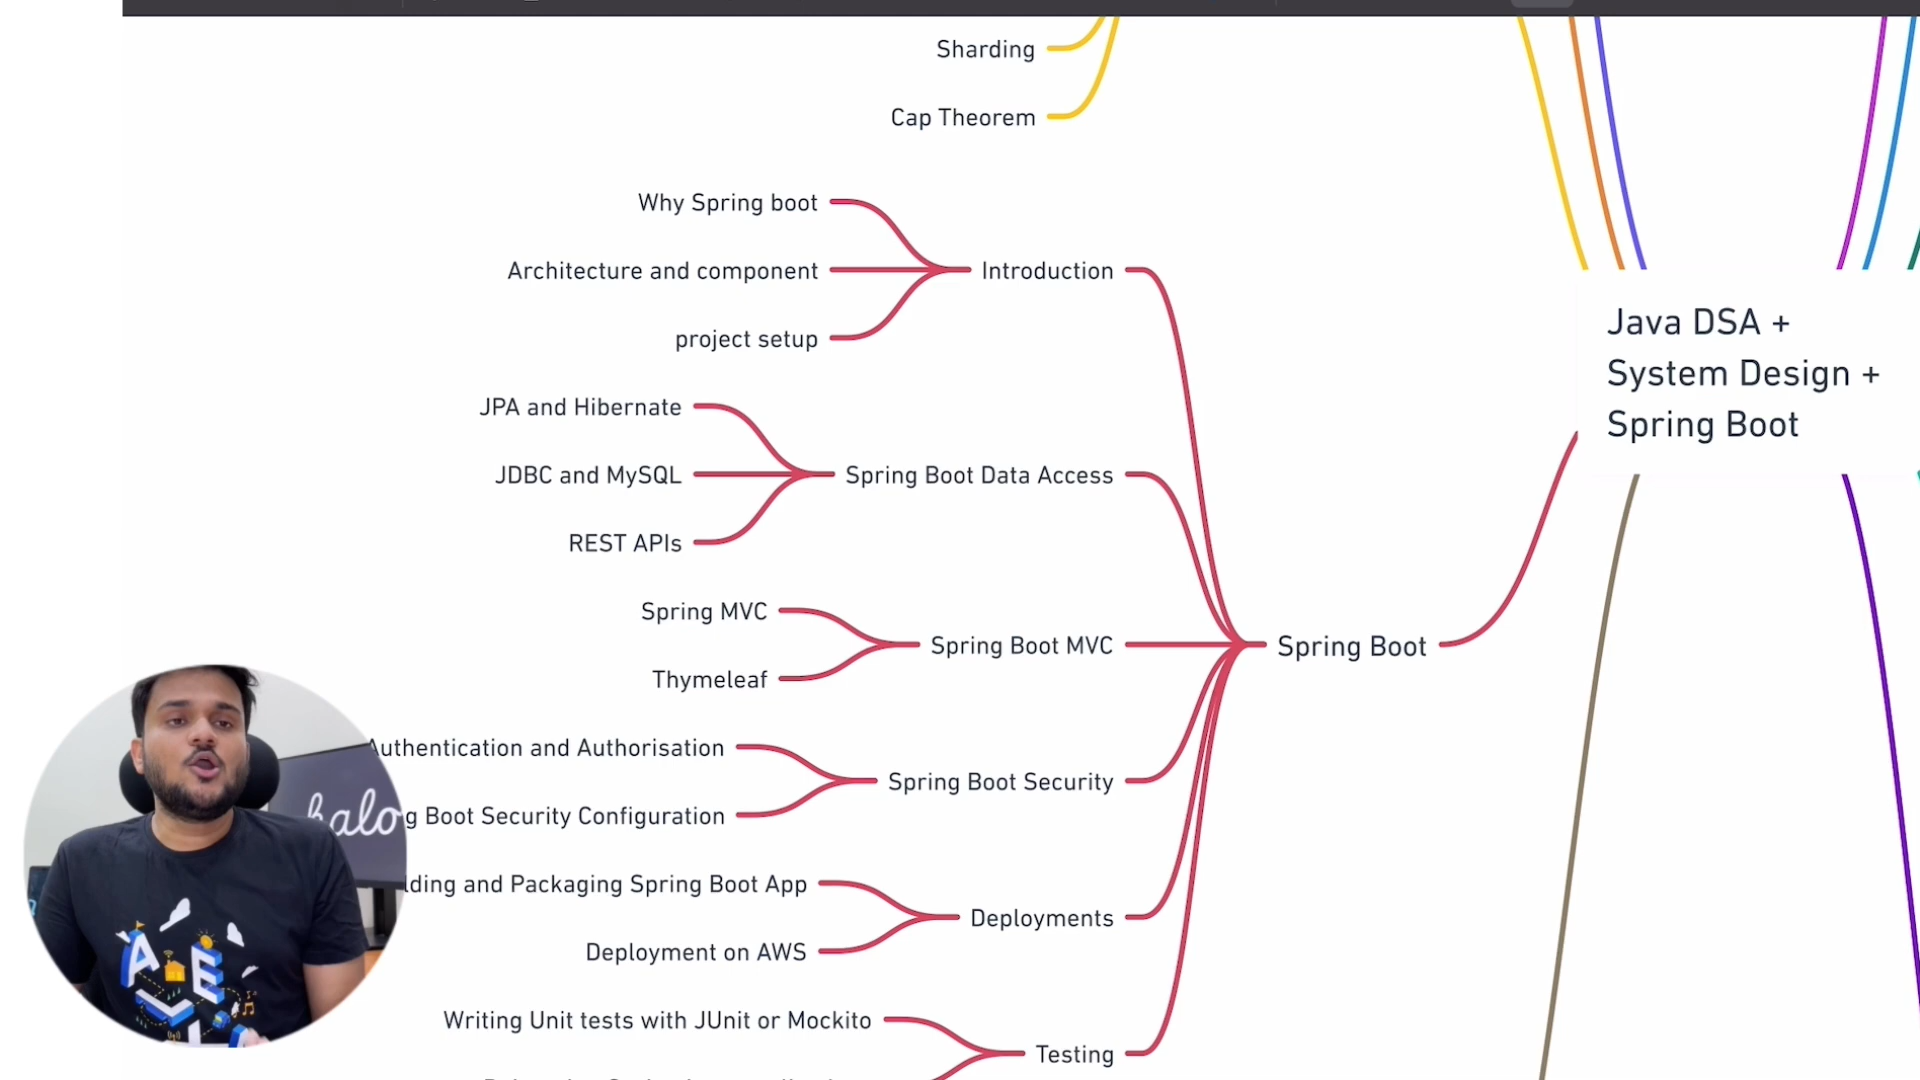 Sharding
Cap Theorem
Why Spring boot
Architecture and component
project setup
Introduction
JPA and Hibernate
JDBC and MySQL
REST APIs
Spring Boot Data Access
Spring MVC
Thymeleaf
Spring Boot MVC
Authentication and Authorisation
g Boot Security Configuration
Spring Boot Security
lding and Packaging Spring Boot App
Deployment on AWS
Deployments
Writing Unit tests with JUnit or Mockito
Testing
Spring Boot
Java DSA +
System Design +
Spring Boot
halo